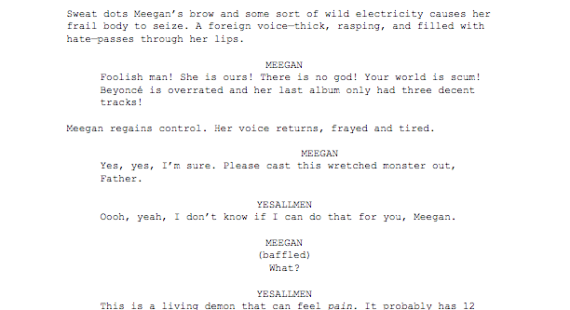 Sweat dots Meegan's brow and some sort of wild electricity causes her
frail body to seize. A foreign voice—thick, rasping, and filled with
hate—passes through her lips.
MEEGAN
Foolish man! She is ours! There is no god! Your world is scum!
Beyoncé is overrated and her last album only had three decent
tracks!
Meegan regains control. Her voice returns, frayed and tired.
MEEGAN
Yes, yes, I'm sure. Please cast this wretched monster out,
Father.
YESALLMEN
Oooh, yeah, I don't know if I can do that for you, Meegan.
MEEGAN
(baffled)
What?
YESALLMEN
This is a living demon that can feel pain. It probably has 12